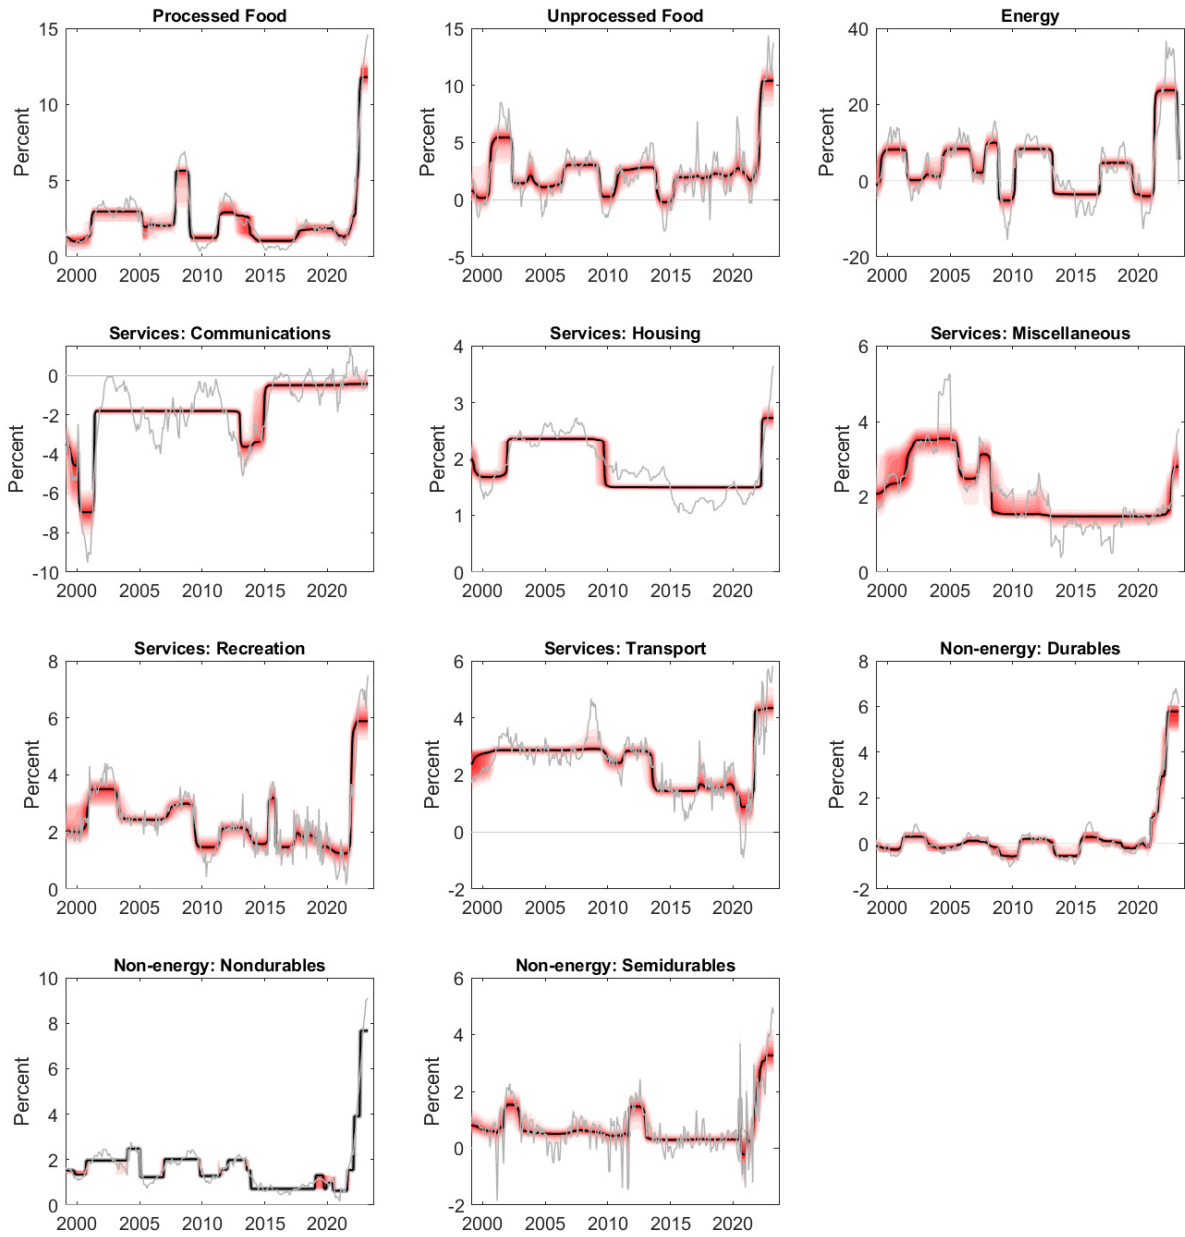 Processed Food
15
10
5
0
Percent
2000 2005 2010 2015 2020
Unprocessed Food
15
10
5
0
-5
Percent
2000 2005 2010 2015 2020
Energy
40
20
0
-20
Percent
2000 2005 2010 2015 2020
Services: Communications
0
-2
-4
-6
-8
-10
Percent
2000 2005 2010 2015 2020
Services: Housing
4
3
2
1
0
Percent
2000 2005 2010 2015 2020
Services: Miscellaneous
6
4
2
0
Percent
2000 2005 2010 2015 2020
Services: Recreation
8
6
4
2
0
Percent
2000 2005 2010 2015 2020
Services: Transport
6
4
2
0
-2
Percent
2000 2005 2010 2015 2020
Non-energy: Durables
8
6
4
2
0
-2
Percent
2000 2005 2010 2015 2020
Non-energy: Nondurables
10
8
6
4
2
0
Percent
2000 2005 2010 2015 2020
Non-energy: Semidurables
6
4
2
0
-2
Percent
2000 2005 2010 2015 2020